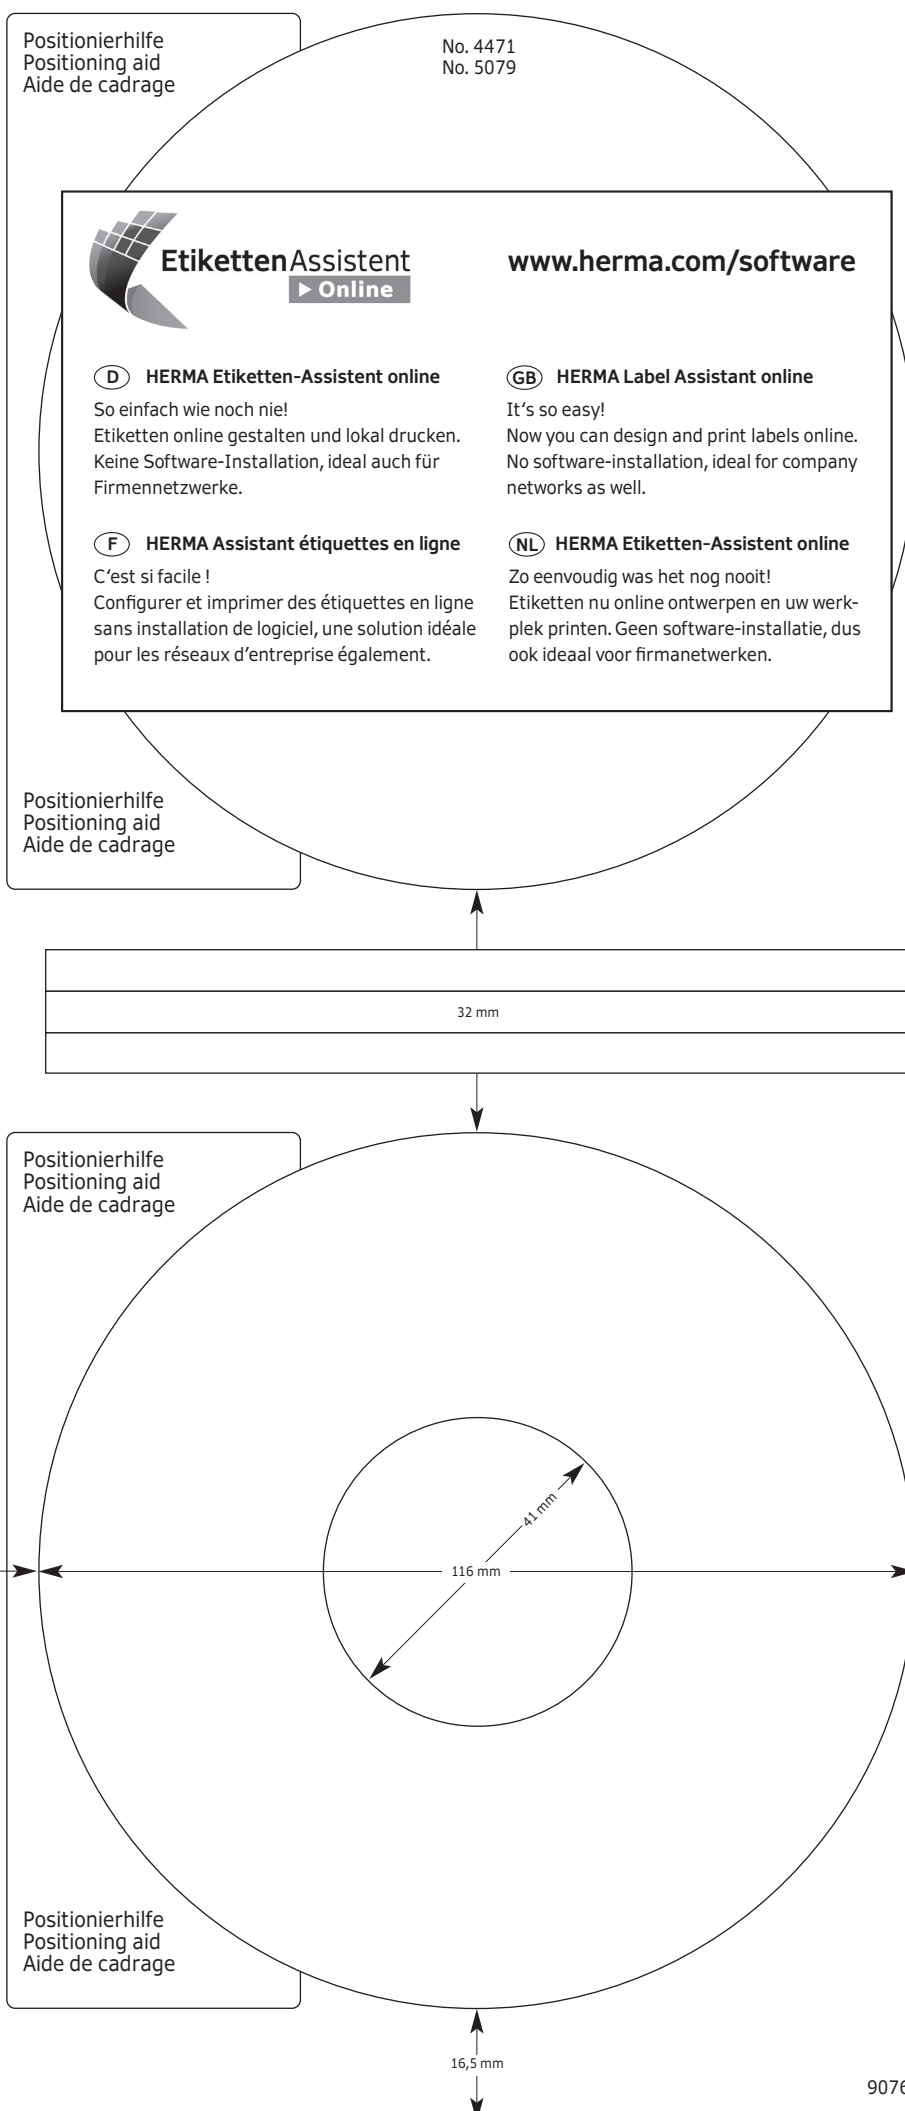 Positionierhilfe
Positioning aid
Aide de cadrage
No. 4471
No. 5079
EtikettenAssistent
Online
www.herma.com/software
D HERMA Etiketten-Assistent online
So einfach wie noch nie!
Etiketten online gestalten und lokal drucken.
Keine Software-Installation, ideal auch für
Firmennetzwerke.
GB HERMA Label Assistant online
It‘s so easy!
Now you can design and print labels online.
No software-installation, ideal for company
networks as well.
F HERMA Assistant étiquettes en ligne
C‘est si facile !
Configurer et imprimer des étiquettes en ligne
sans installation de logiciel, une solution idéale
pour les réseaux d’entreprise également.
NL HERMA Etiketten-Assistent online
Zo eenvoudig was het nog nooit!
Etiketten nu online ontwerpen en uw werk-
plek printen. Geen software-installatie, dus
ook ideaal voor firmanetwerken.
Positionierhilfe
Positioning aid
Aide de cadrage
32 mm
Positionierhilfe
Positioning aid
Aide de cadrage
41 mm
116 mm
Positionierhilfe
Positioning aid
Aide de cadrage
16,5 mm
9076